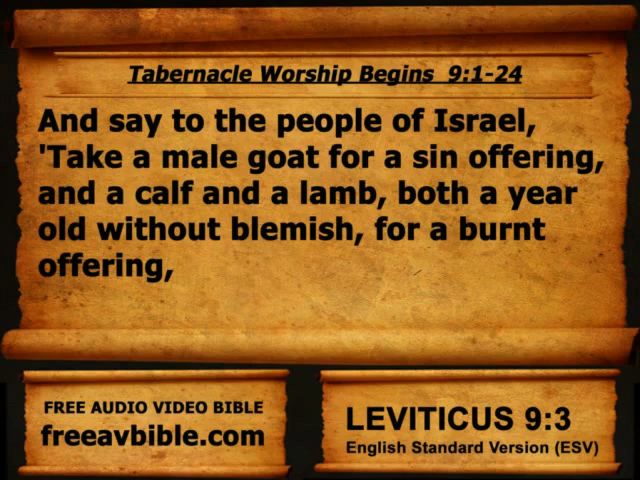 Tabernacle Worship Begins 9:1-24
And say to the people of Israel,
'Take a male goat for a sin offering,
and a calf and a lamb, both a year
old without blemish, for a burnt
offering,
FREE AUDIO VIDEO BIBLE
freeavbible.com
LEVITICUS 9:3
English Standard Version (ESV)